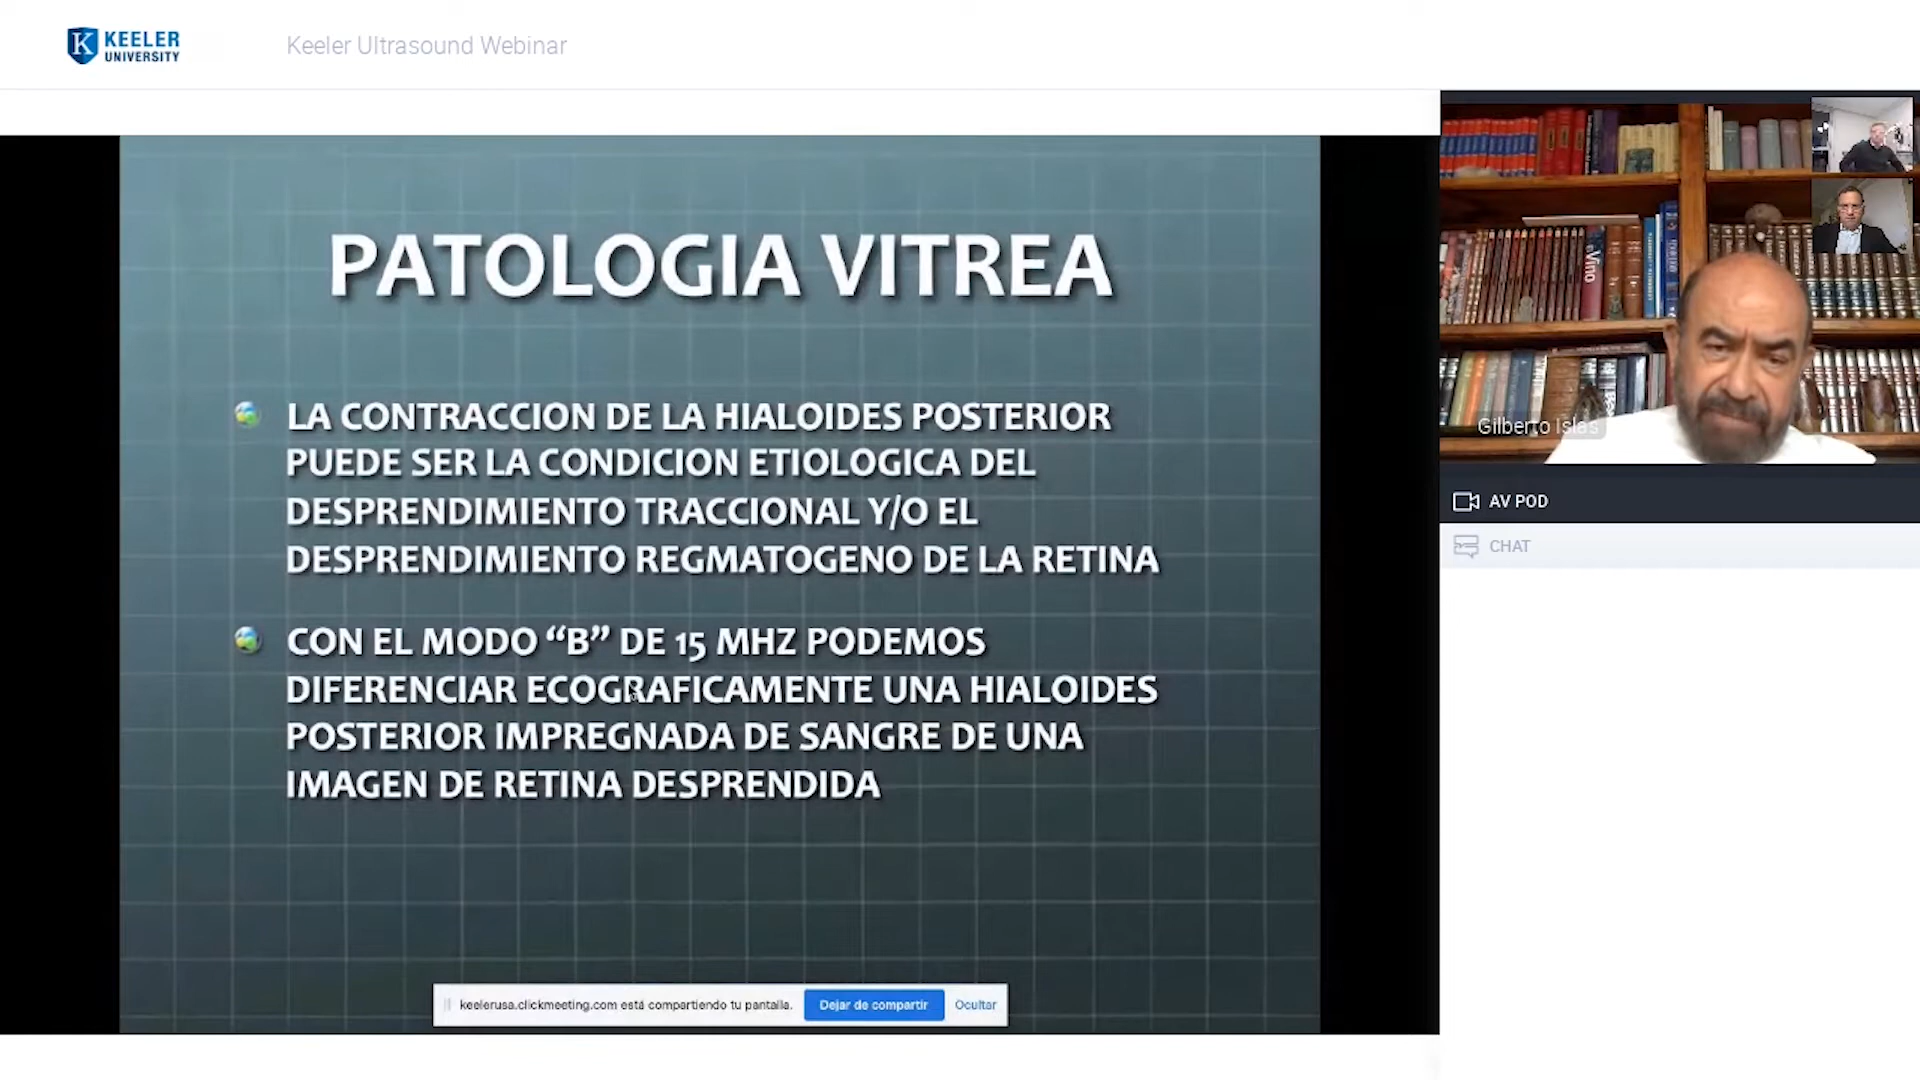 K KEELER
UNIVERSITY
Keeler Ultrasound Webinar
PATOLOGIA VITREA
LA CONTRACCION DE LA HIALOIDES POSTERIOR
PUEDE SER LA CONDICION ETIOLOGICA DEL
DESPRENDIMIENTO TRACCIONAL Y/O EL
DESPRENDIMIENTO REGMATOGENO DE LA RETINA
CON EL MODO “B” DE 15 MHZ PODEMOS
DIFERENCIAR ECOGRAFICAMENTE UNA HIALOIDES
POSTERIOR IMPREGNADA DE SANGRE DE UNA
IMAGEN DE RETINA DESPRENDIDA
keelerusa.clickmeeting.com está compartiendo tu pantalla.
Dejar de compartir
Ocultar
Vino
Gilberto Islas
AV POD
CHAT